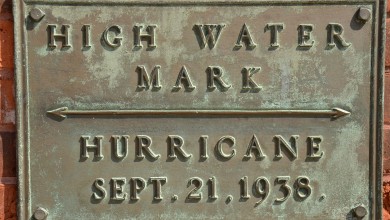 HIGH WATER
MARK
HURRICANE
SEPT. 21, 1938.